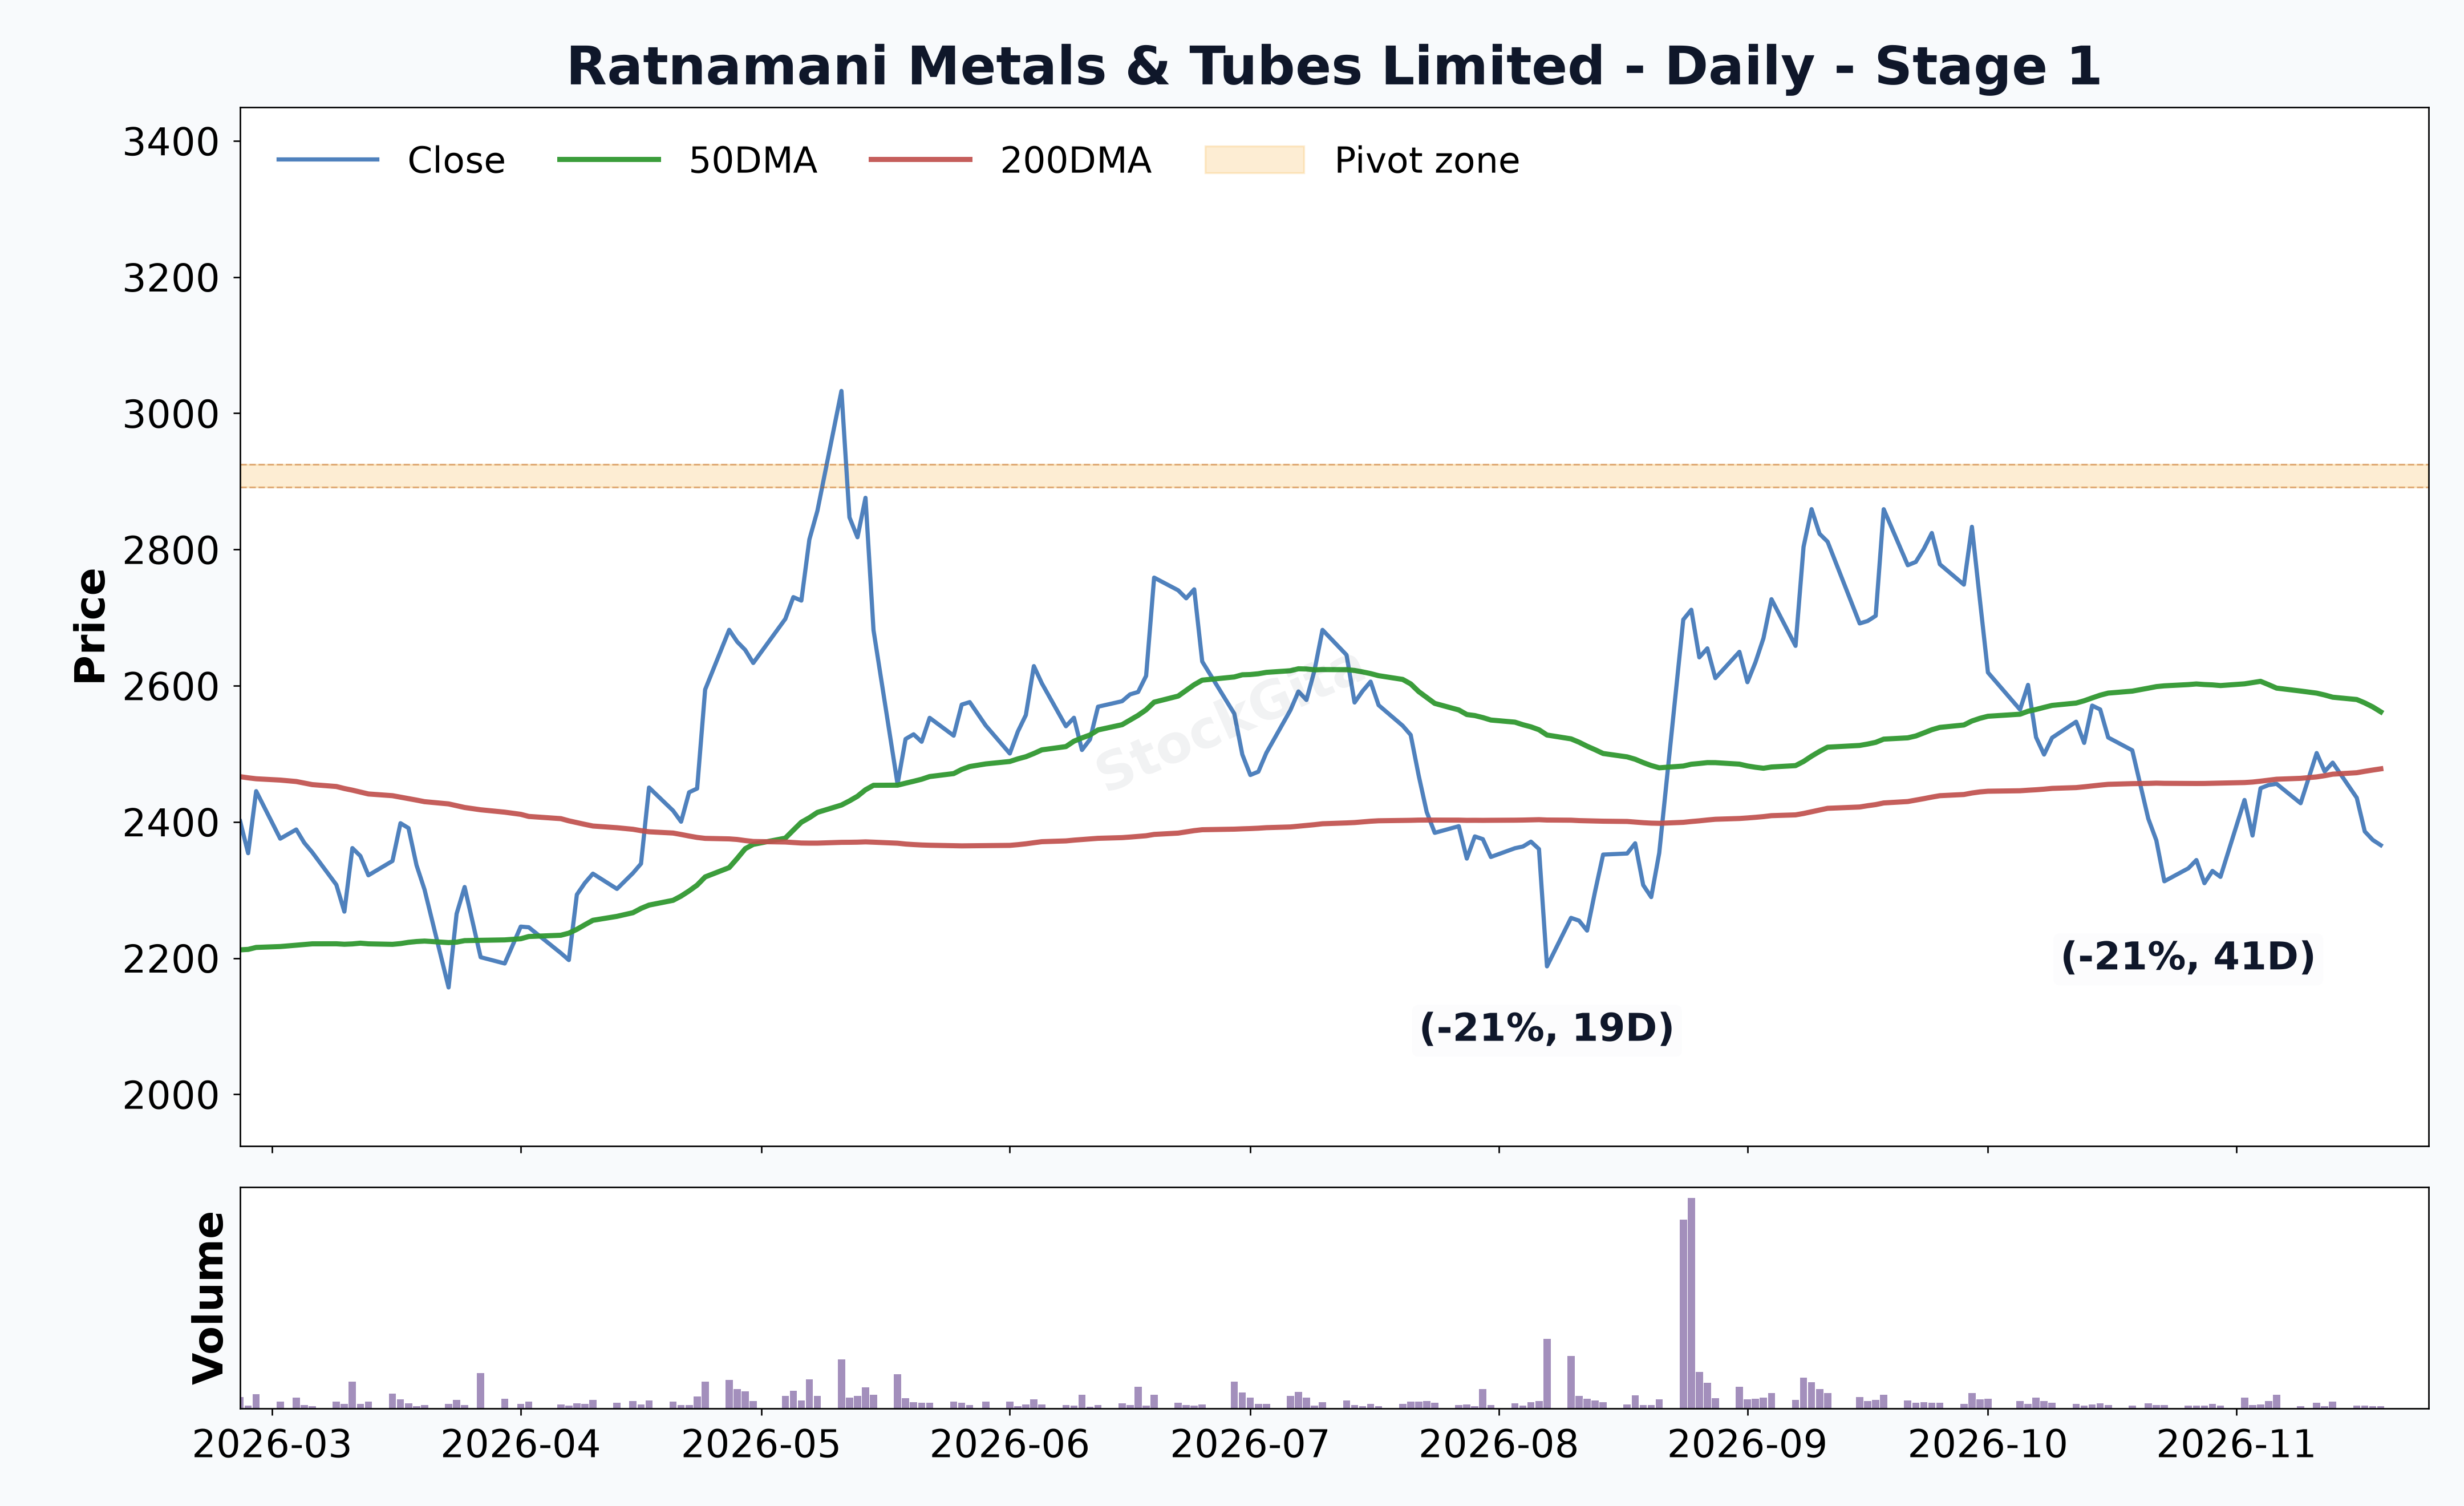 Ratnamani Metals & Tubes Limited - Daily - Stage 1
Close 50DMA 200DMA Pivot zone
3400
3200
3000
2800
2600
2400
2200
2000
Price
StockGita
(-21%, 41D)
(-21%, 19D)
Volume
2026-03 2026-04 2026-05 2026-06 2026-07 2026-08 2026-09 2026-10 2026-11